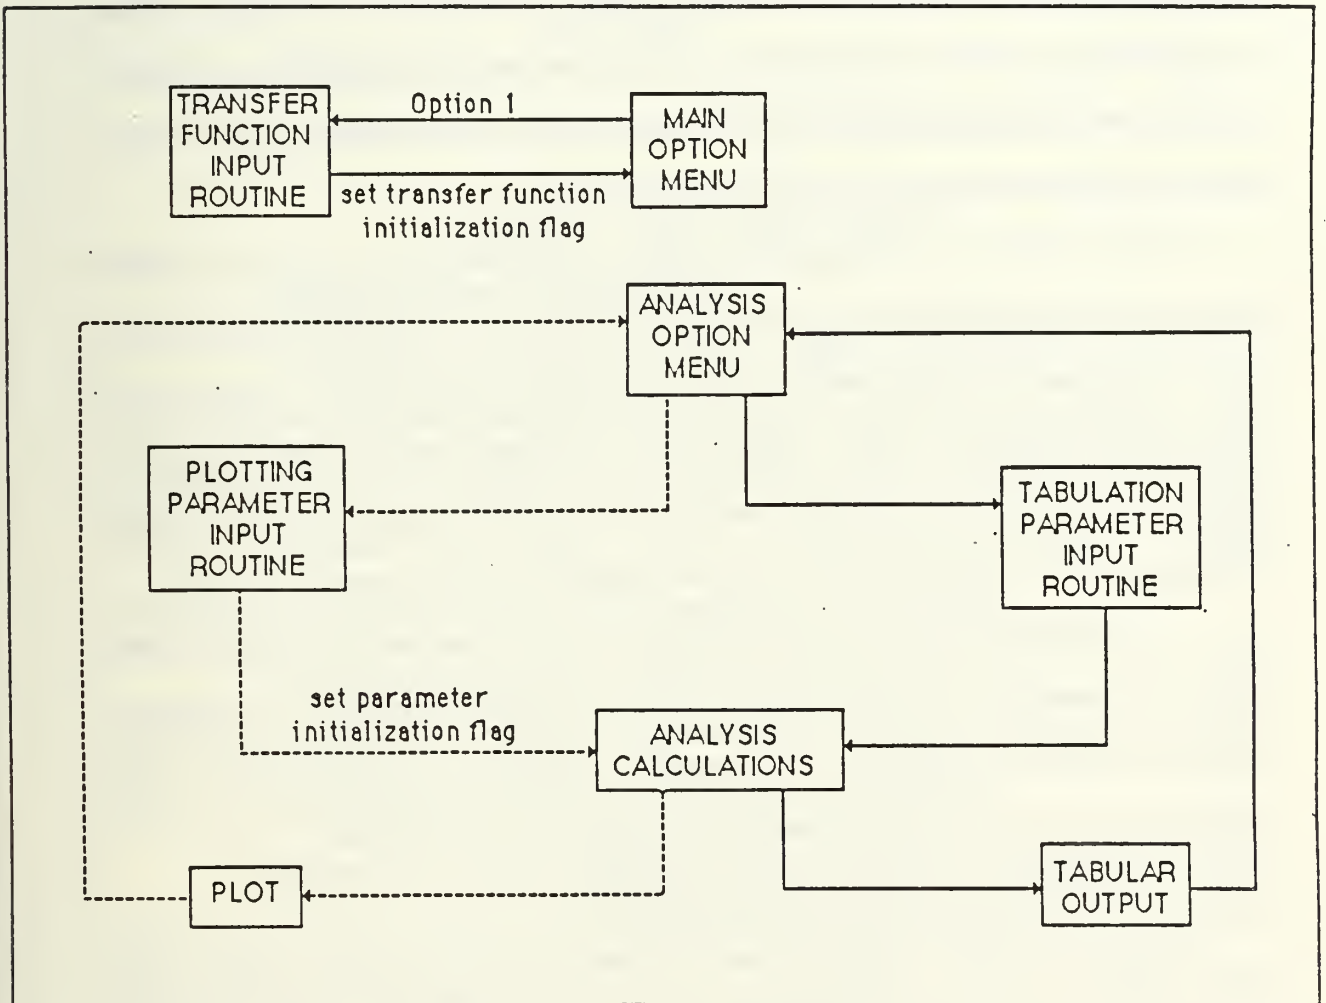 TRANSFER
FUNCTION
INPUT
ROUTINE
Option 1
MAIN
OPTION
MENU
set transfer function
initialization flag
ANALYSIS
OPTION
MENU
PLOTTING
PARAMETER
INPUT
ROUTINE
TABULATION
PARAMETER
INPUT
ROUTINE
set parameter
initialization flag
ANALYSIS
CALCULATIONS
PLOT
TABULAR
OUTPUT